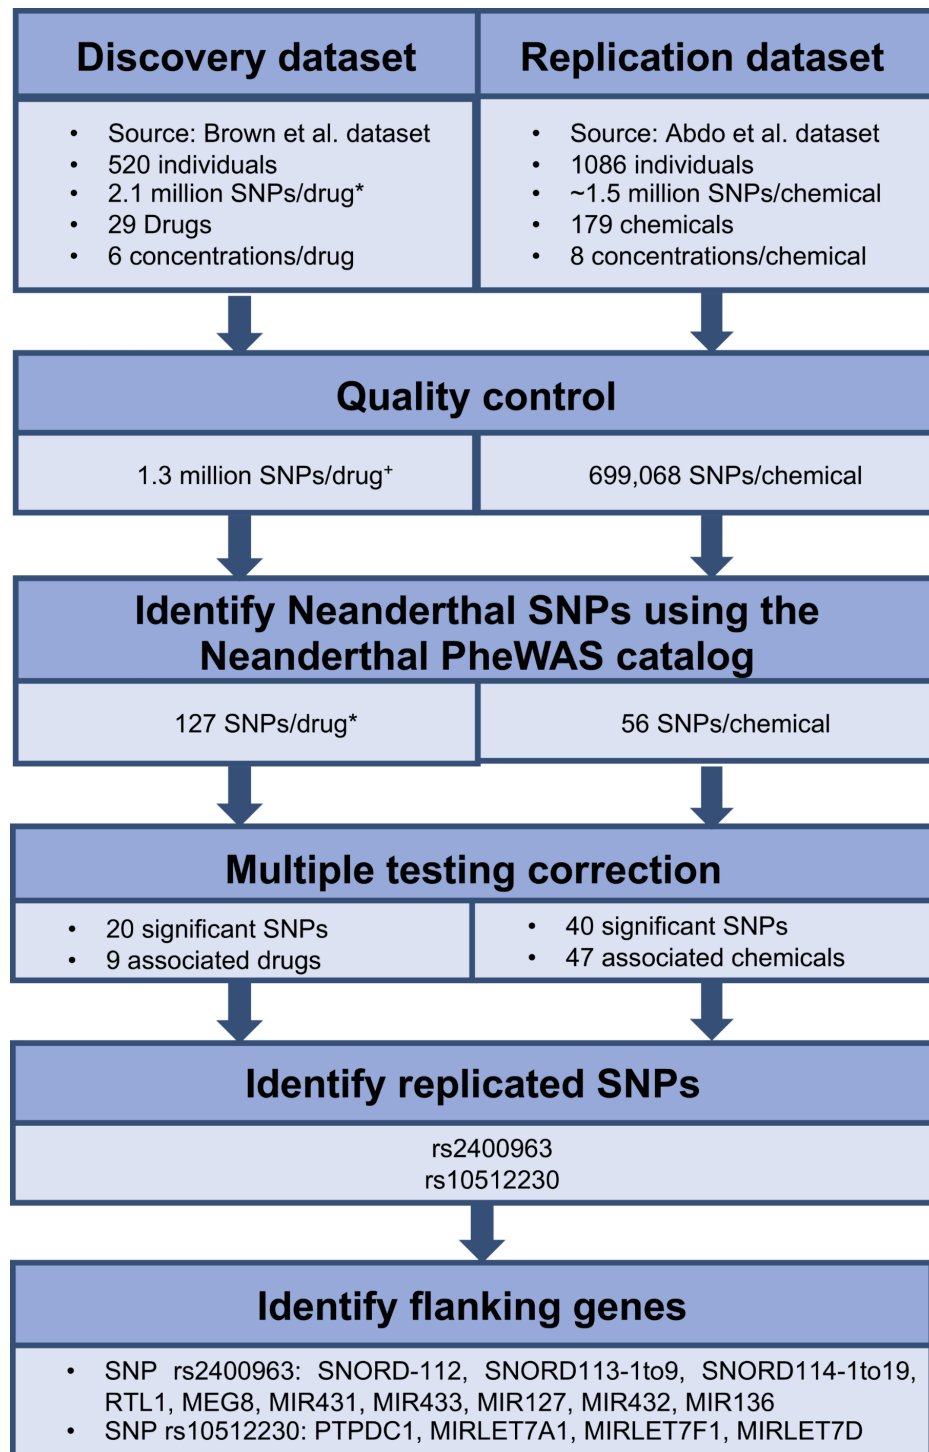 Discovery dataset
• Source: Brown et al. dataset
• 520 individuals
• 2.1 million SNPs/drug*
• 29 Drugs
• 6 concentrations/drug
Replication dataset
• Source: Abdo et al. dataset
• 1086 individuals
• ~1.5 million SNPs/chemical
• 179 chemicals
• 8 concentrations/chemical
Quality control
1.3 million SNPs/drug⁺
699,068 SNPs/chemical
Identify Neanderthal SNPs using the
Neanderthal PheWAS catalog
127 SNPs/drug*
56 SNPs/chemical
Multiple testing correction
• 20 significant SNPs
• 9 associated drugs
• 40 significant SNPs
• 47 associated chemicals
Identify replicated SNPs
rs2400963
rs10512230
Identify flanking genes
• SNP rs2400963: SNORD-112, SNORD113-1to9, SNORD114-1to19,
RTL1, MEG8, MIR431, MIR433, MIR127, MIR432, MIR136
• SNP rs10512230: PTPDC1, MIRLET7A1, MIRLET7F1, MIRLET7D